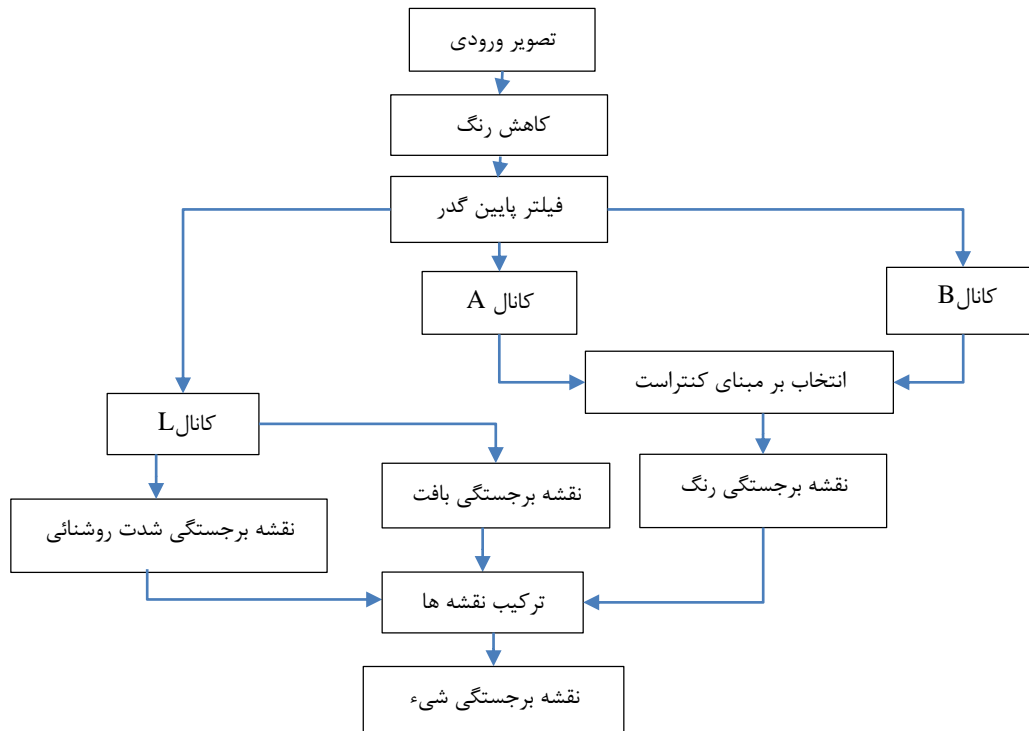 تصویر ورودی
کاهش رنگ
فیلتر پایین گدر
کانال A
کانالB
انتخاب بر مبنای کنتراست
کانالL
نقشه برجستگی رنگ
نقشه برجستگی بافت
نقشه برجستگی شدت روشنائی
ترکیب نقشه ها
نقشه برجستگی شیء